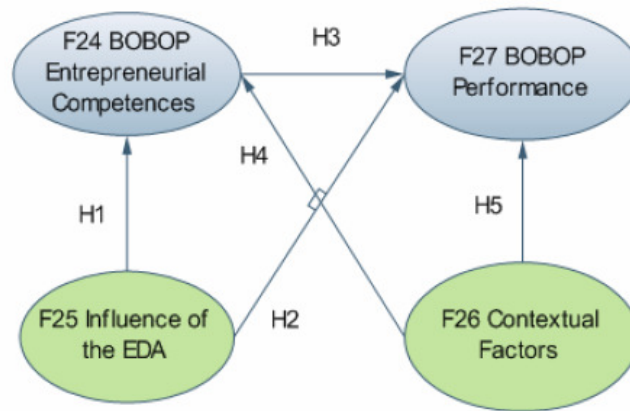 F24 BOBOP
Entrepreneurial
Competences
H3
F27 BOBOP
Performance
H4
H1
H5
F25 Influence of
the EDA
H2
F26 Contextual
Factors